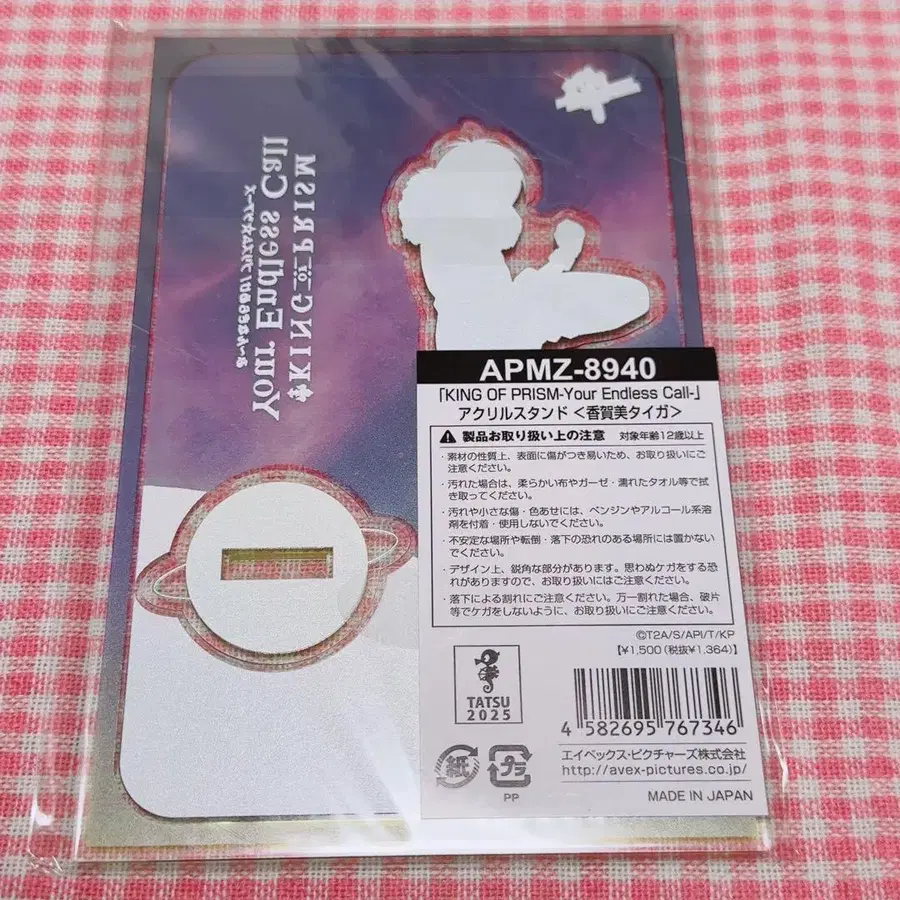 KING OF PRISM
Your Endless Call
APMZ-8940
「KING OF PRISM-Your Endless Call-」
アクリルスタンド<香賀美タイガ>
製品お取り扱い上の注意 対象年齢12歳以上
・素材の性質上、表面に傷がつき易いため、お取り扱いにご
注意ください。
・汚れた場合は、柔らかい布やガーゼ・濡れたタオル等で拭
き取ってください。
・汚れや小さな傷・色あせには、ベンジンやアルコール系溶
剤を付着・使用しないでください。
・不安定な場所や転倒・落下の恐れのある場所には置かない
でください。
・デザイン上、鋭角な部分があります。思わぬケガをする恐
れがありますので、お取り扱いにはご注意ください。
・落下による割れにご注意ください。万一割れた場合、破片
等でケガをしないように、お取り扱いにご注意ください。
©T2A/S/API/T/KP
【¥1,500(税抜¥1,364)】
TATSU
2025
4 582695 767346
紙
プラ
PP
エイベックス・ピクチャーズ株式会社
http://avex-pictures.co.jp/
MADE IN JAPAN